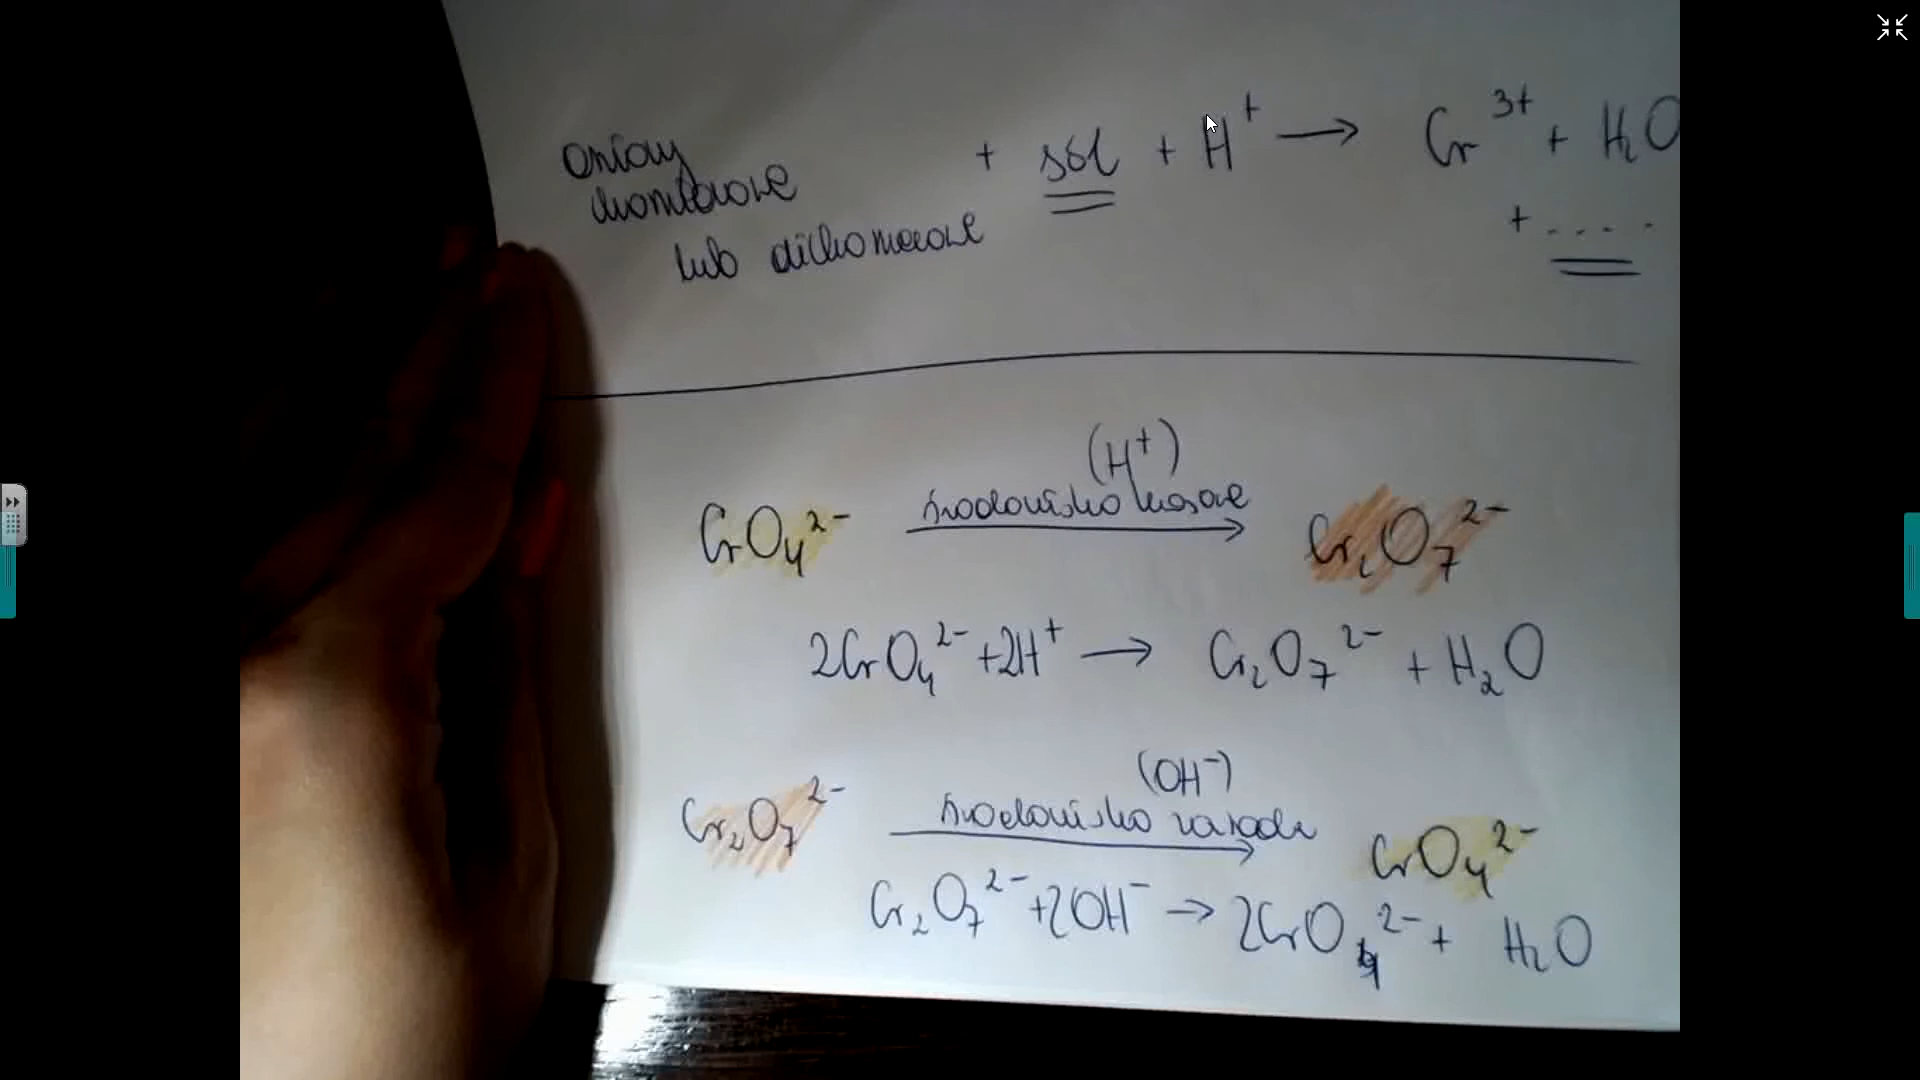 aniony
chromianowe + sól + H⁺ → Cr³⁺ + H₂O
lub dichromianowe + .....
(H⁺)
CrO₄²⁻ środowisko kwasowe → Cr₂O₇²⁻
2CrO₄²⁻ + 2H⁺ → Cr₂O₇²⁻ + H₂O
(OH⁻)
Cr₂O₇²⁻ środowisko zasadowe → CrO₄²⁻
Cr₂O₇²⁻ + 2OH⁻ → 2CrO₄²⁻ + H₂O